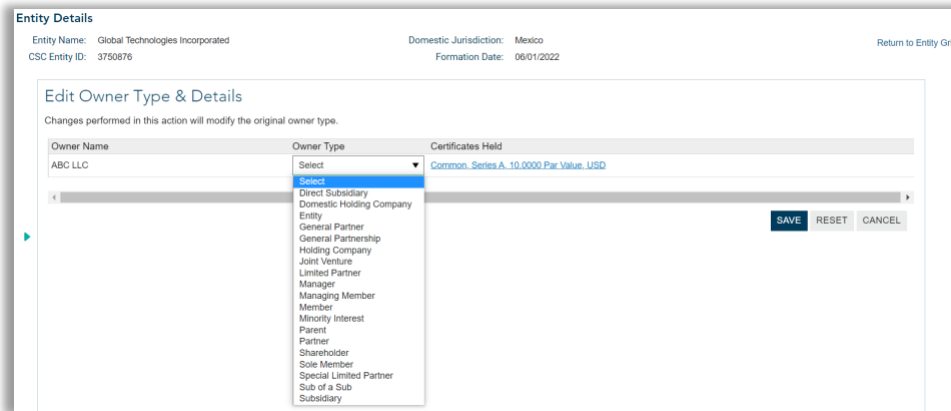 Entity Details
Entity Name: Global Technologies Incorporated Domestic Jurisdiction: Mexico
Return to Entity Gr
CSC Entity ID: 3750876 Formation Date: 06/01/2022
Edit Owner Type & Details
Changes performed in this action will modify the original owner type.
Owner Name Owner Type Certificates Held
ABC LLC Select Common, Series A, 10.0000 Par Value, USD
Select
Direct Subsidiary
Domestic Holding Company
Entity
General Partner
General Partnership
Holding Company
Joint Venture
Limited Partner
Manager
Managing Member
Member
Minority Interest
Parent
Partner
Shareholder
Sole Member
Special Limited Partner
Sub of a Sub
Subsidiary
SAVE RESET CANCEL